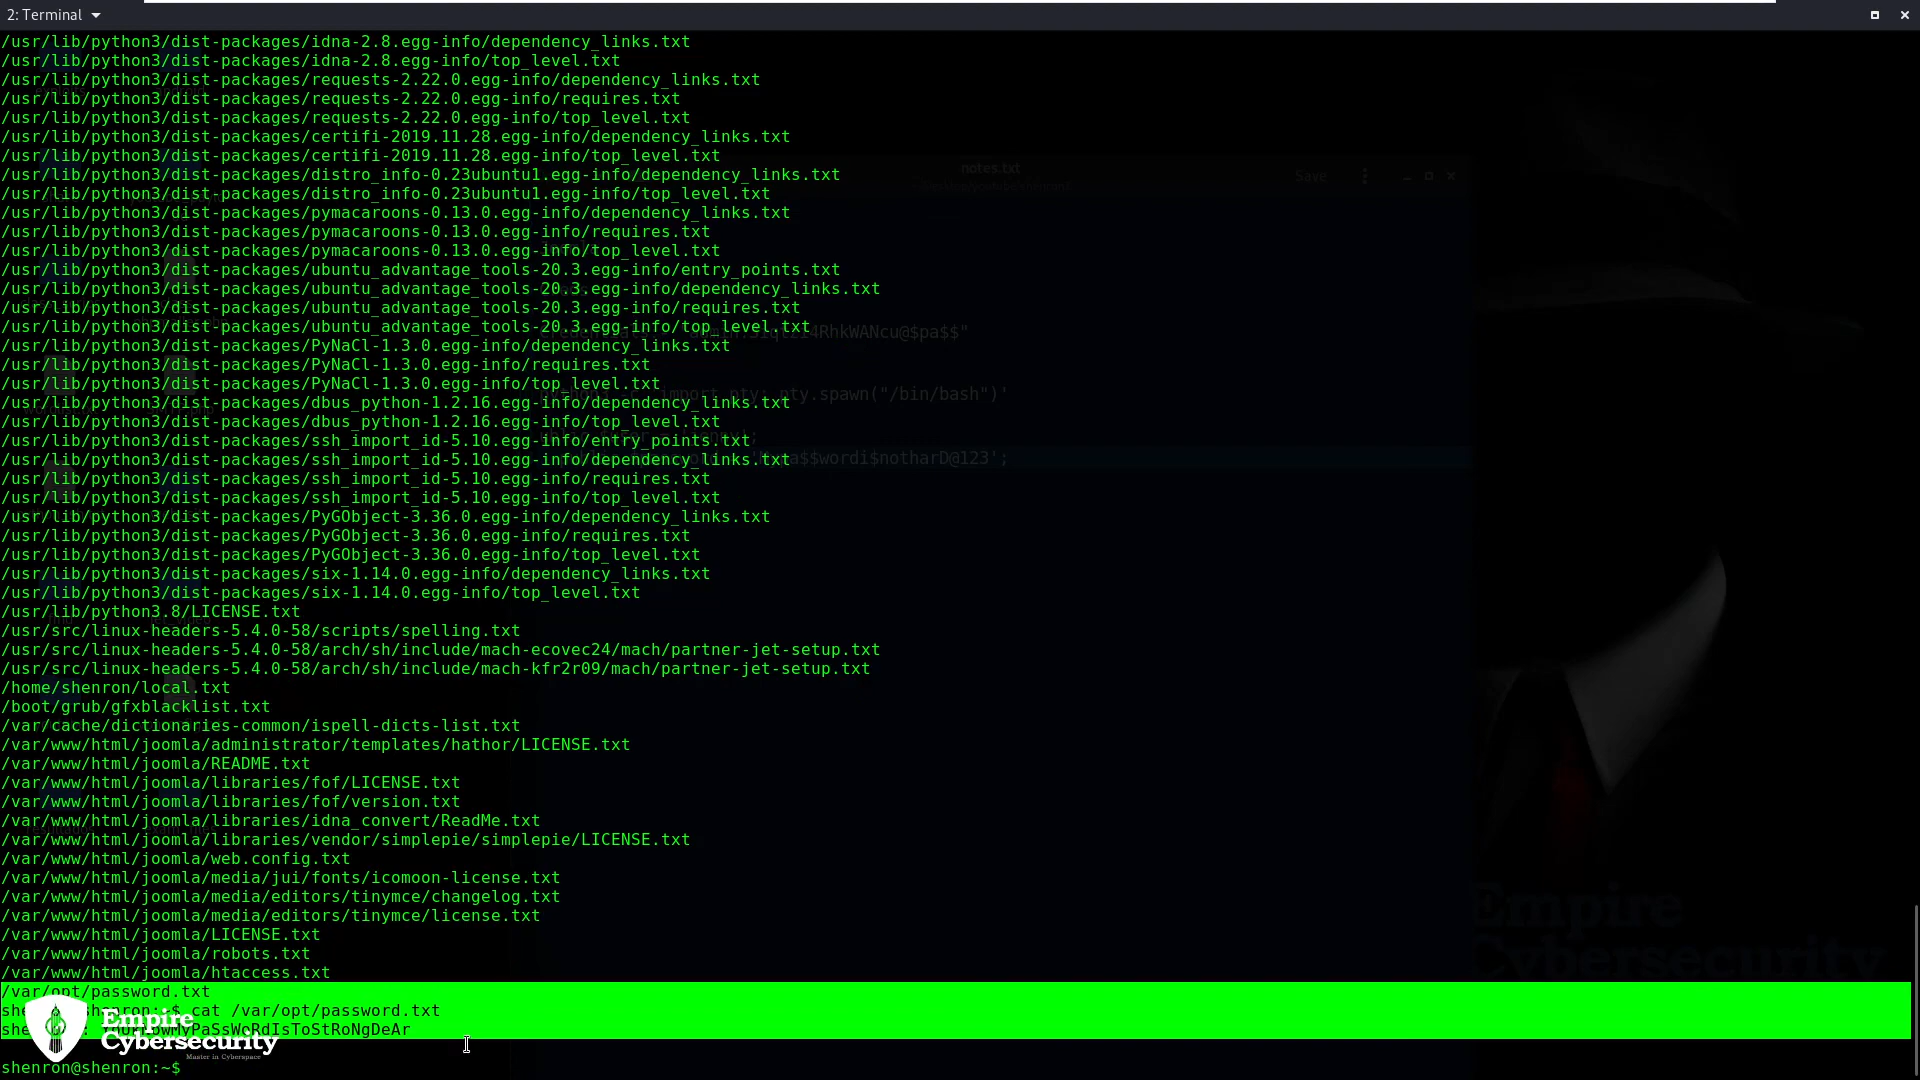 2: Terminal
/usr/lib/python3/dist-packages/idna-2.8.egg-info/dependency_links.txt
/usr/lib/python3/dist-packages/idna-2.8.egg-info/top_level.txt
/usr/lib/python3/dist-packages/requests-2.22.0.egg-info/dependency_links.txt
/usr/lib/python3/dist-packages/requests-2.22.0.egg-info/requires.txt
/usr/lib/python3/dist-packages/requests-2.22.0.egg-info/top_level.txt
/usr/lib/python3/dist-packages/certifi-2019.11.28.egg-info/dependency_links.txt
/usr/lib/python3/dist-packages/certifi-2019.11.28.egg-info/top_level.txt
/usr/lib/python3/dist-packages/distro_info-0.23ubuntu1.egg-info/dependency_links.txt
/usr/lib/python3/dist-packages/distro_info-0.23ubuntu1.egg-info/top_level.txt
/usr/lib/python3/dist-packages/pymacaroons-0.13.0.egg-info/dependency_links.txt
/usr/lib/python3/dist-packages/pymacaroons-0.13.0.egg-info/requires.txt
/usr/lib/python3/dist-packages/pymacaroons-0.13.0.egg-info/top_level.txt
/usr/lib/python3/dist-packages/ubuntu_advantage_tools-20.3.egg-info/entry_points.txt
/usr/lib/python3/dist-packages/ubuntu_advantage_tools-20.3.egg-info/dependency_links.txt
/usr/lib/python3/dist-packages/ubuntu_advantage_tools-20.3.egg-info/requires.txt
/usr/lib/python3/dist-packages/ubuntu_advantage_tools-20.3.egg-info/top_level.txt
/usr/lib/python3/dist-packages/PyNaCl-1.3.0.egg-info/dependency_links.txt
/usr/lib/python3/dist-packages/PyNaCl-1.3.0.egg-info/requires.txt
/usr/lib/python3/dist-packages/PyNaCl-1.3.0.egg-info/top_level.txt
/usr/lib/python3/dist-packages/dbus_python-1.2.16.egg-info/dependency_links.txt
/usr/lib/python3/dist-packages/dbus_python-1.2.16.egg-info/top_level.txt
/usr/lib/python3/dist-packages/ssh_import_id-5.10.egg-info/entry_points.txt
/usr/lib/python3/dist-packages/ssh_import_id-5.10.egg-info/dependency_links.txt
/usr/lib/python3/dist-packages/ssh_import_id-5.10.egg-info/requires.txt
/usr/lib/python3/dist-packages/ssh_import_id-5.10.egg-info/top_level.txt
/usr/lib/python3/dist-packages/PyGObject-3.36.0.egg-info/dependency_links.txt
/usr/lib/python3/dist-packages/PyGObject-3.36.0.egg-info/requires.txt
/usr/lib/python3/dist-packages/PyGObject-3.36.0.egg-info/top_level.txt
/usr/lib/python3/dist-packages/six-1.14.0.egg-info/dependency_links.txt
/usr/lib/python3/dist-packages/six-1.14.0.egg-info/top_level.txt
/usr/lib/python3.8/LICENSE.txt
/usr/src/linux-headers-5.4.0-58/scripts/spelling.txt
/usr/src/linux-headers-5.4.0-58/arch/sh/include/mach-ecovec24/mach/partner-jet-setup.txt
/usr/src/linux-headers-5.4.0-58/arch/sh/include/mach-kfr2r09/mach/partner-jet-setup.txt
/home/shenron/local.txt
/boot/grub/gfxblacklist.txt
/var/cache/dictionaries-common/ispell-dicts-list.txt
/var/www/html/joomla/administrator/templates/hathor/LICENSE.txt
/var/www/html/joomla/README.txt
/var/www/html/joomla/libraries/fof/LICENSE.txt
/var/www/html/joomla/libraries/fof/version.txt
/var/www/html/joomla/libraries/idna_convert/ReadMe.txt
/var/www/html/joomla/libraries/vendor/simplepie/simplepie/LICENSE.txt
/var/www/html/joomla/web.config.txt
/var/www/html/joomla/media/jui/fonts/icomoon-license.txt
/var/www/html/joomla/media/editors/tinymce/changelog.txt
/var/www/html/joomla/media/editors/tinymce/license.txt
/var/www/html/joomla/LICENSE.txt
/var/www/html/joomla/robots.txt
/var/www/html/joomla/htaccess.txt
/var/opt/password.txt
cat /var/opt/password.txt
shenron@shenron:~$
notes.txt
Save
import pty; pty.spawn("/bin/bash")'
Empire
Cybersecurity
Empire
Cybersecurity
Master in Cyberspace